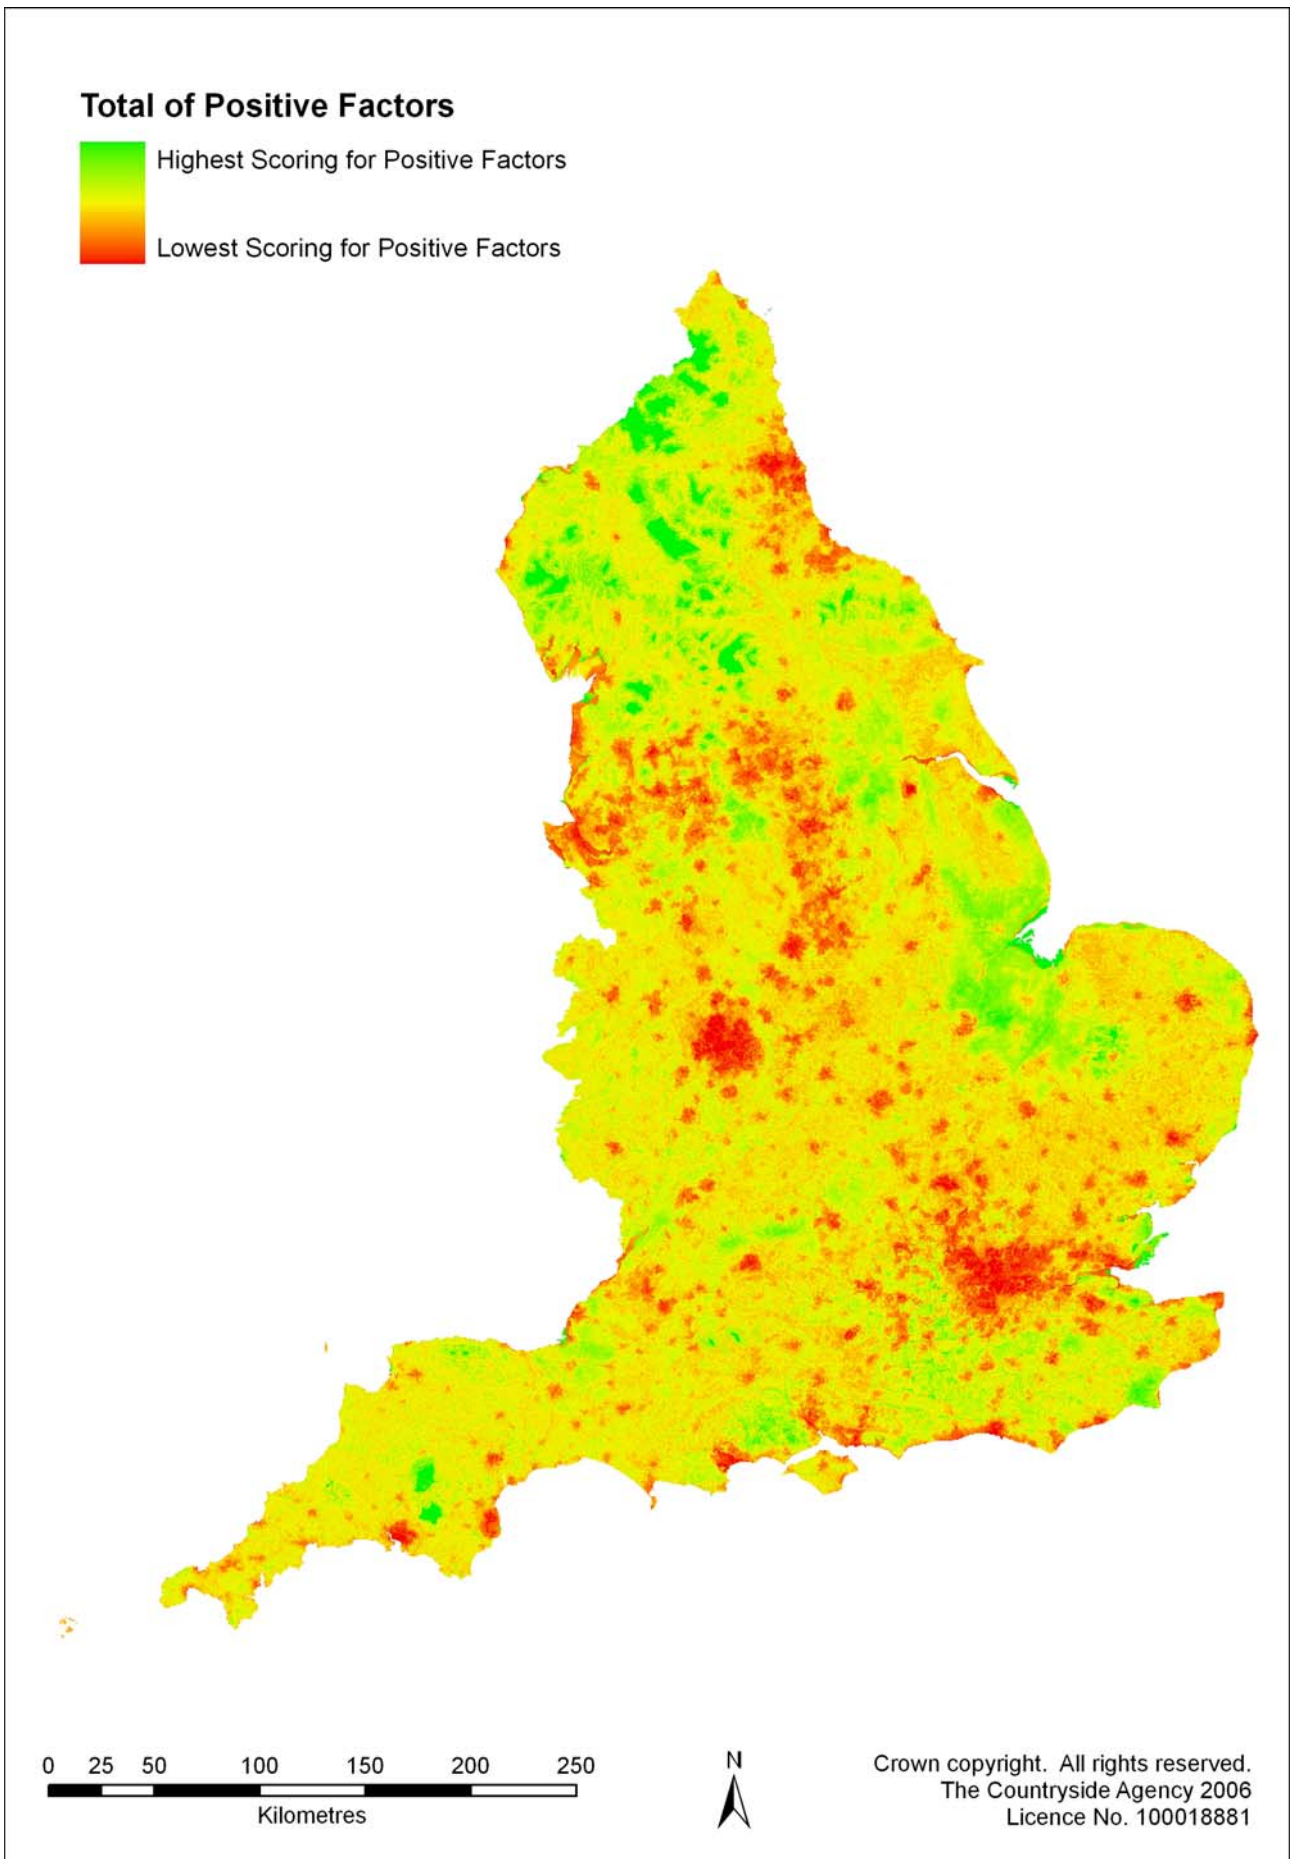 Total of Positive Factors
Highest Scoring for Positive Factors
Lowest Scoring for Positive Factors
0 25 50 100 150 200 250
Kilometres
N
Crown copyright. All rights reserved.
The Countryside Agency 2006
Licence No. 100018881